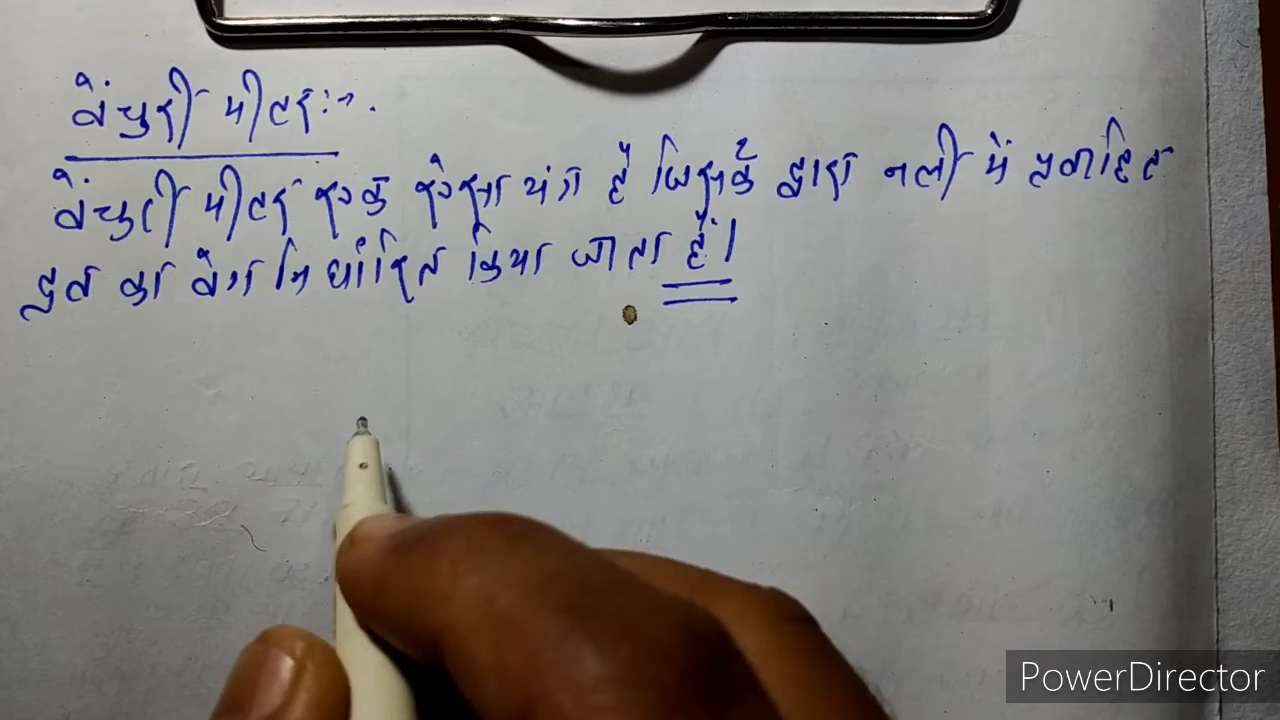 वेंचुरी मीटर :→.
वेंचुरी मीटर एक ऐसा यंत्र है जिसके द्वारा नली में प्रवाहित
द्रव का वेग निर्धारित किया जाता है।
PowerDirector